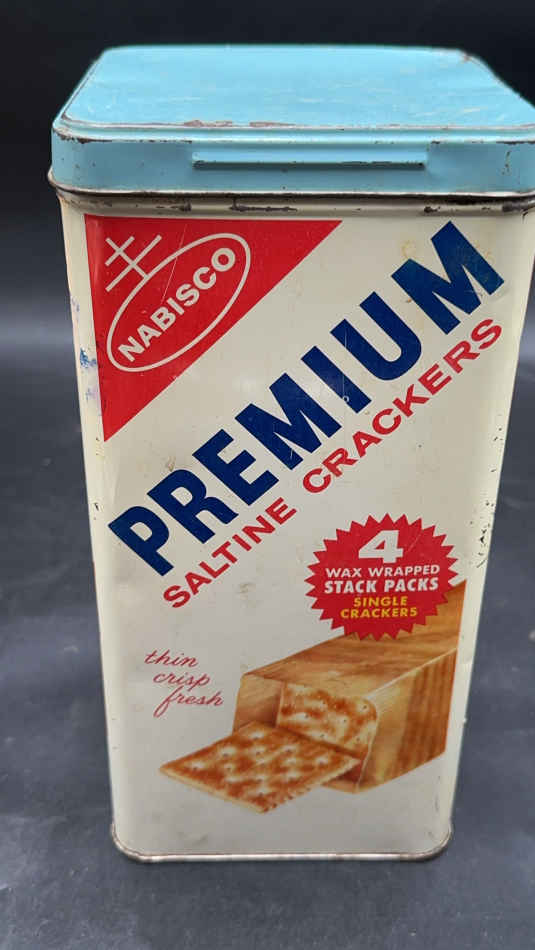 NABISCO
PREMIUM
SALTINE CRACKERS
4
WAX WRAPPED
STACK PACKS
SINGLE
CRACKERS
thin
crisp
fresh